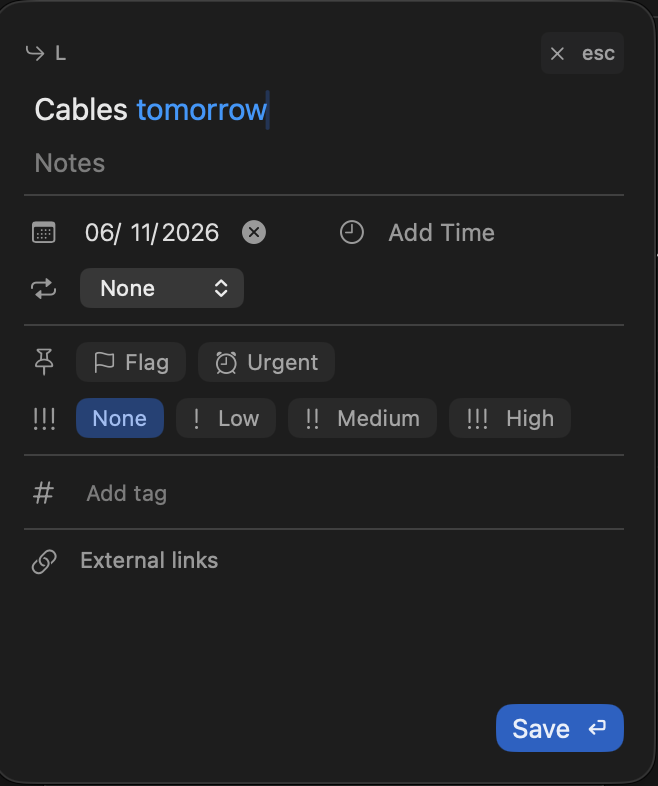 L
esc
Cables tomorrow
Notes
06/ 11/2026
Add Time
None
Flag
Urgent
!!! None ! Low !! Medium !!! High
# Add tag
External links
Save